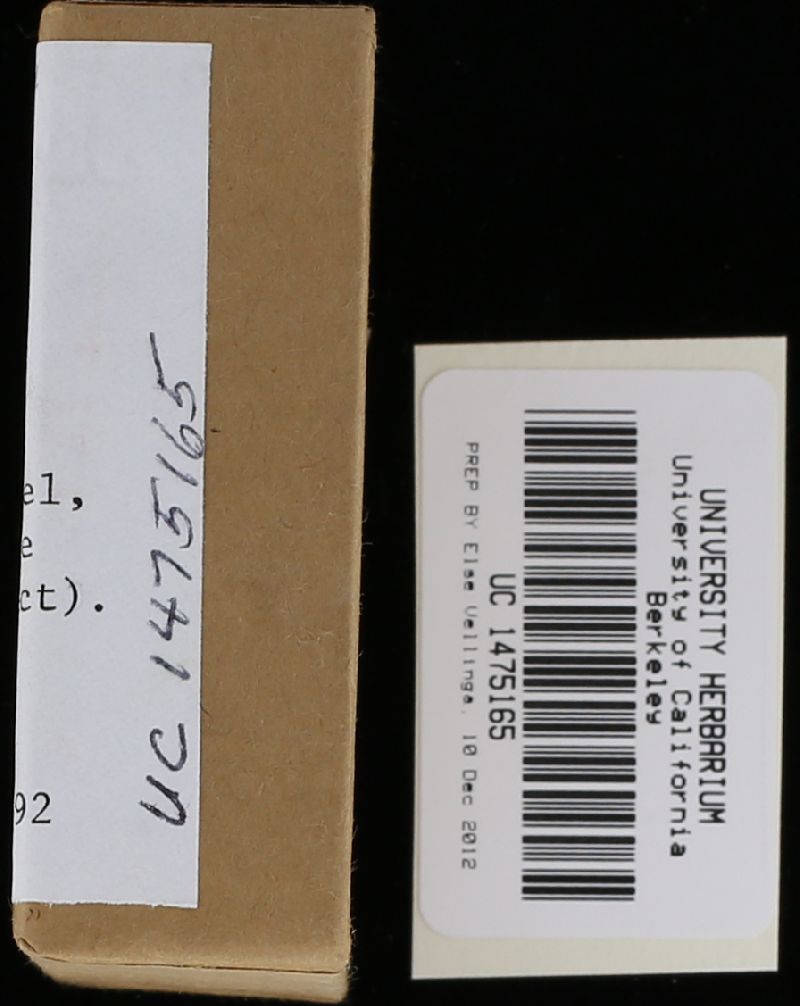 el,
e
ct).
92
UC 1475165
UNIVERSITY HERBARIUM
University of California
Berkeley
UC 1475165
PREP BY Else Vellinga, 10 Dec 2012